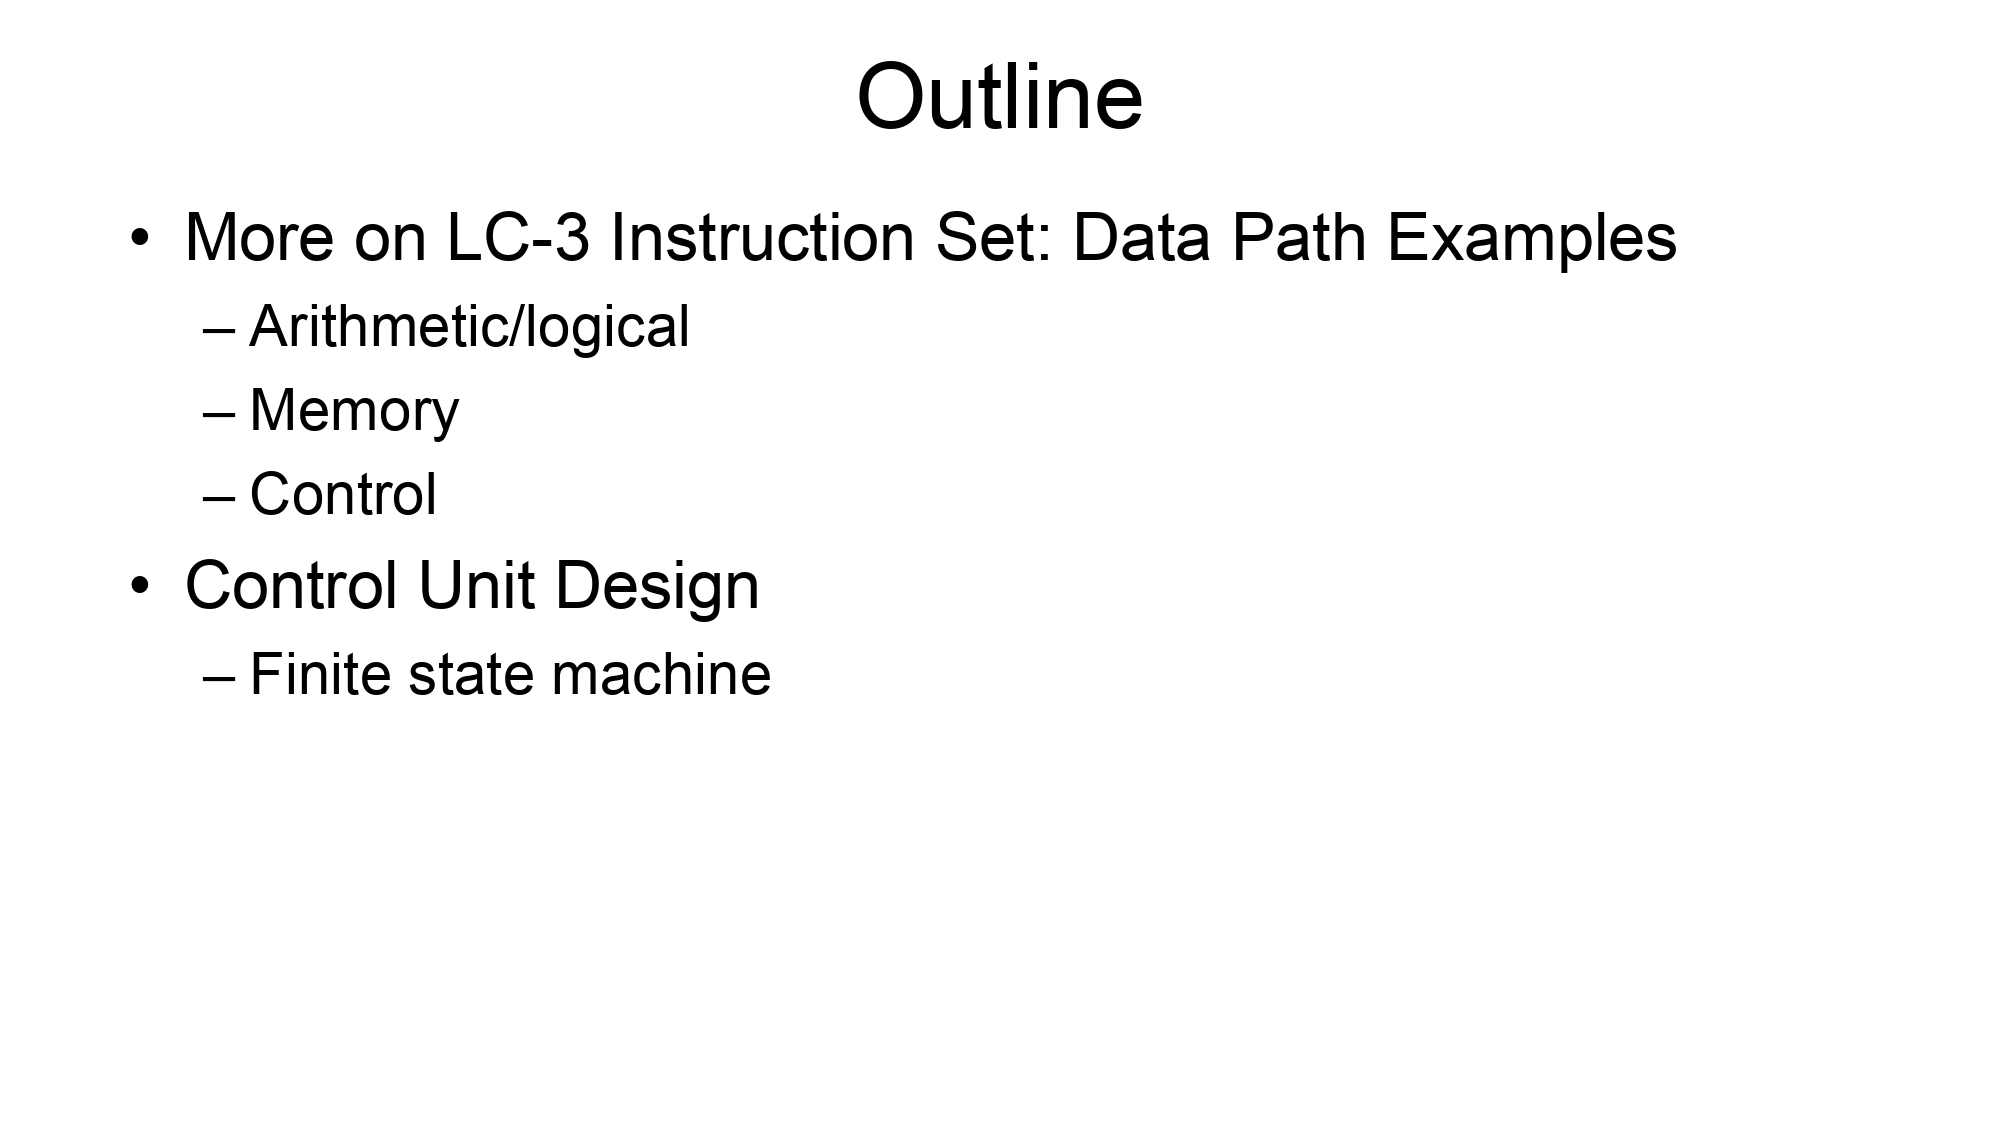 Outline
• More on LC-3 Instruction Set: Data Path Examples
– Arithmetic/logical
– Memory
– Control
• Control Unit Design
– Finite state machine